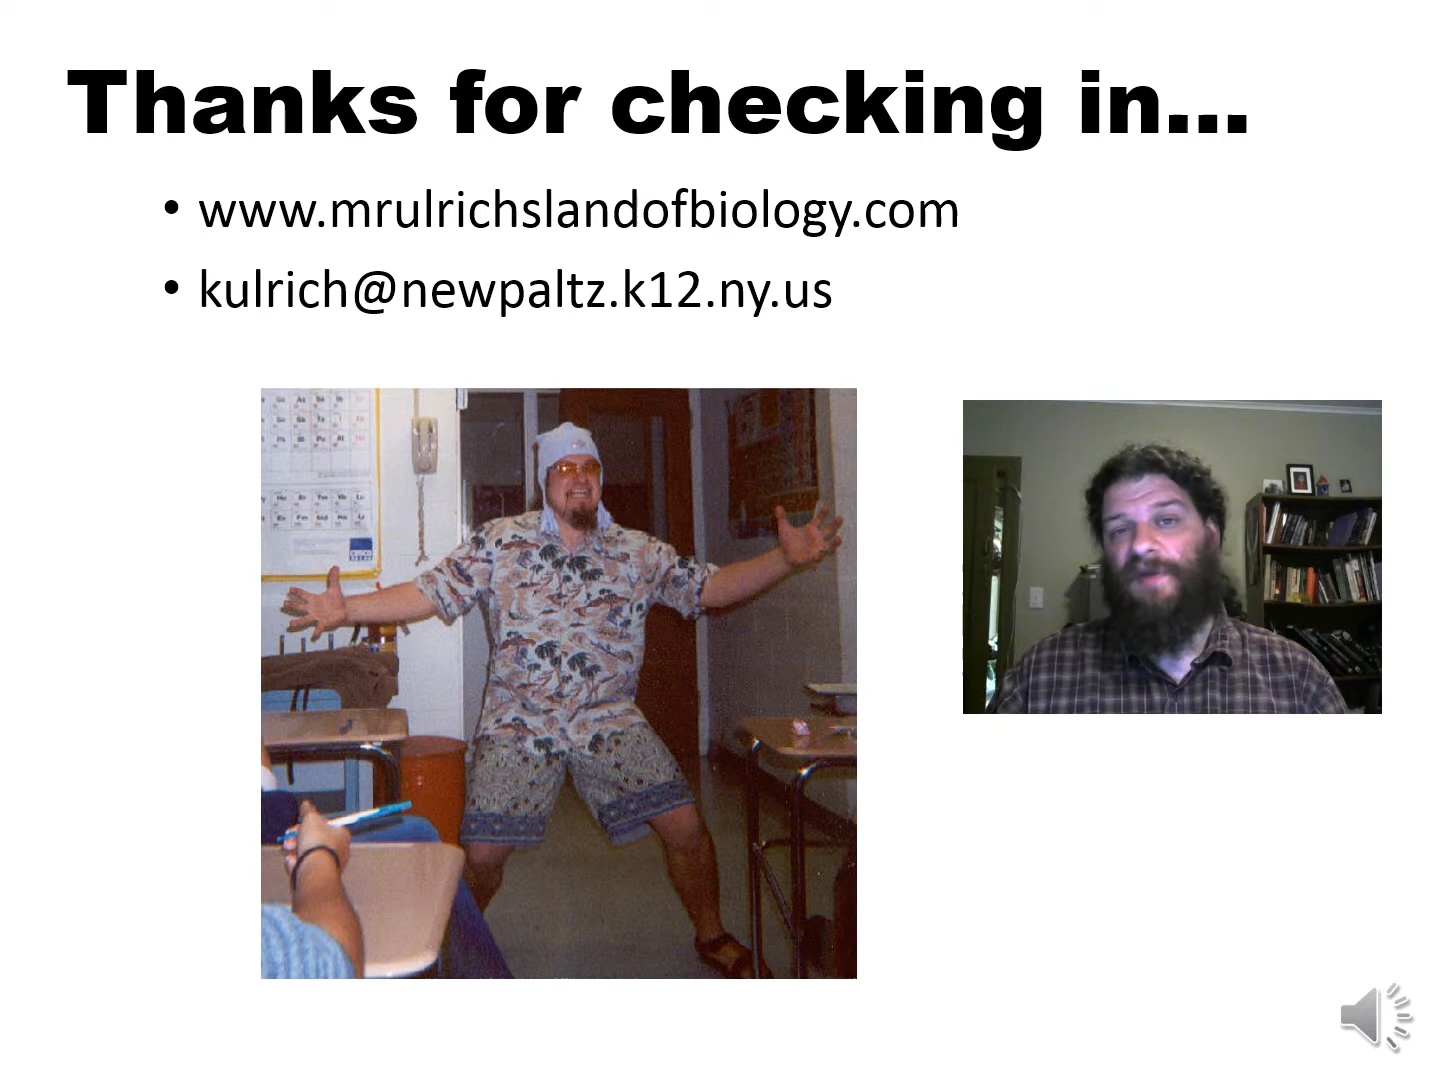 Thanks for checking in...
• www.mrulrichslandofbiology.com
• kulrich@newpaltz.k12.ny.us